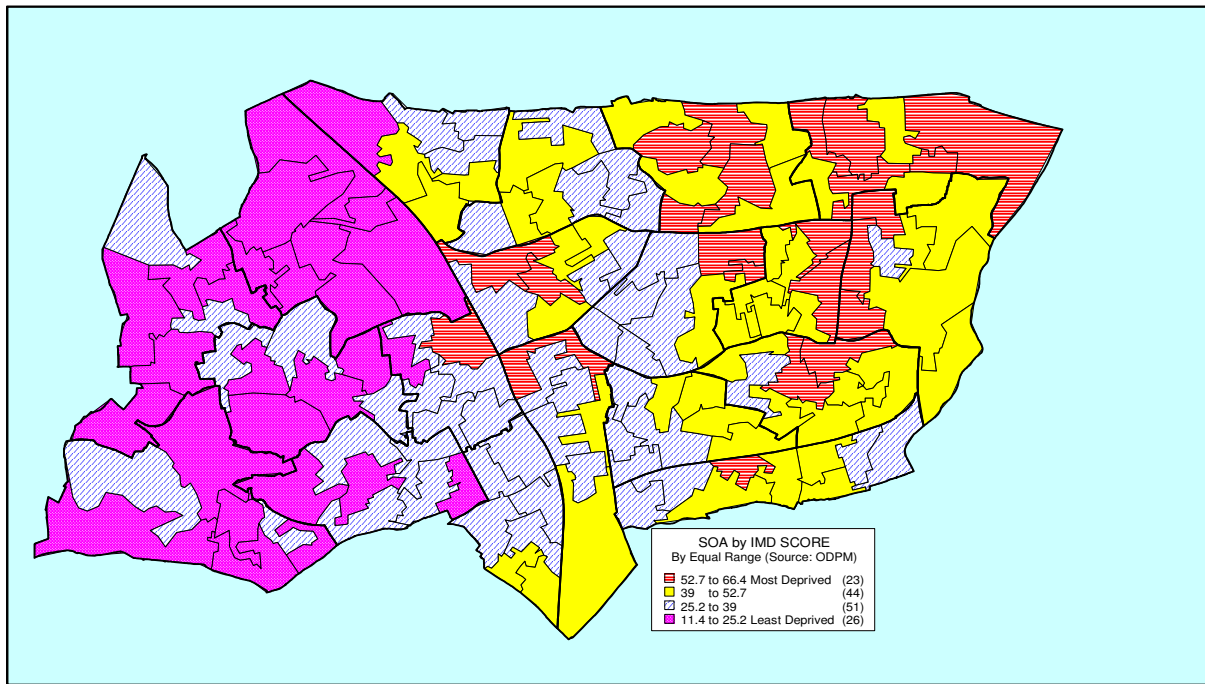 SOA by IMD SCORE
By Equal Range (Source: ODPM)
52.7 to 66.4 Most Deprived (23)
39 to 52.7 (44)
25.2 to 39 (51)
11.4 to 25.2 Least Deprived (26)